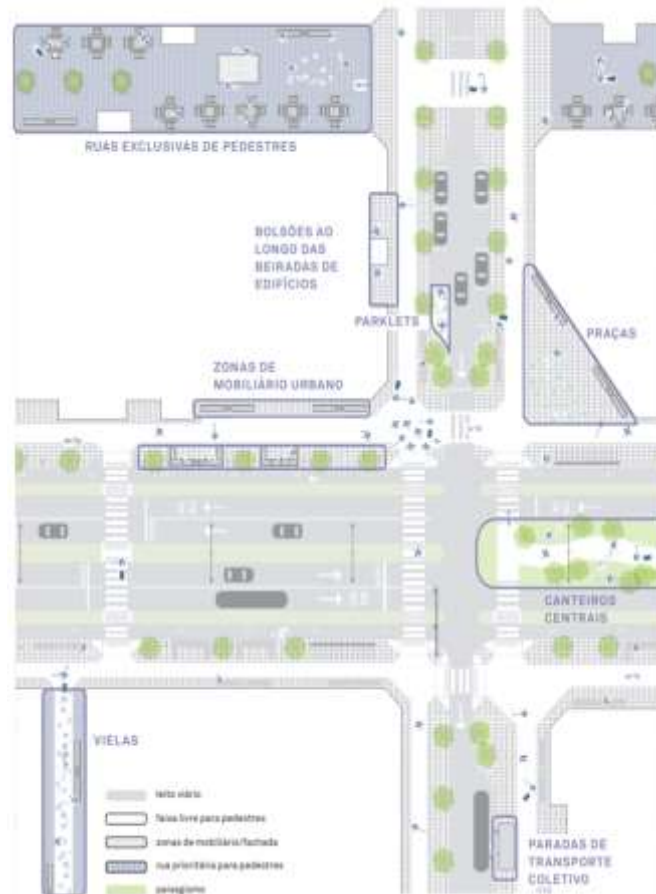 RUAS EXCLUSIVAS DE PEDESTRES
BOLSÕES AO
LONGO DAS
BEIRADAS DE
EDIFÍCIOS
PARKLETS
PRAÇAS
ZONAS DE
MOBILIÁRIO URBANO
CANTEIROS
CENTRAIS
VIELAS
leito viário
faixa livre para pedestres
zonas de mobiliário/fachada
rua prioritária para pedestres
paisagismo
PARADAS DE
TRANSPORTE
COLETIVO